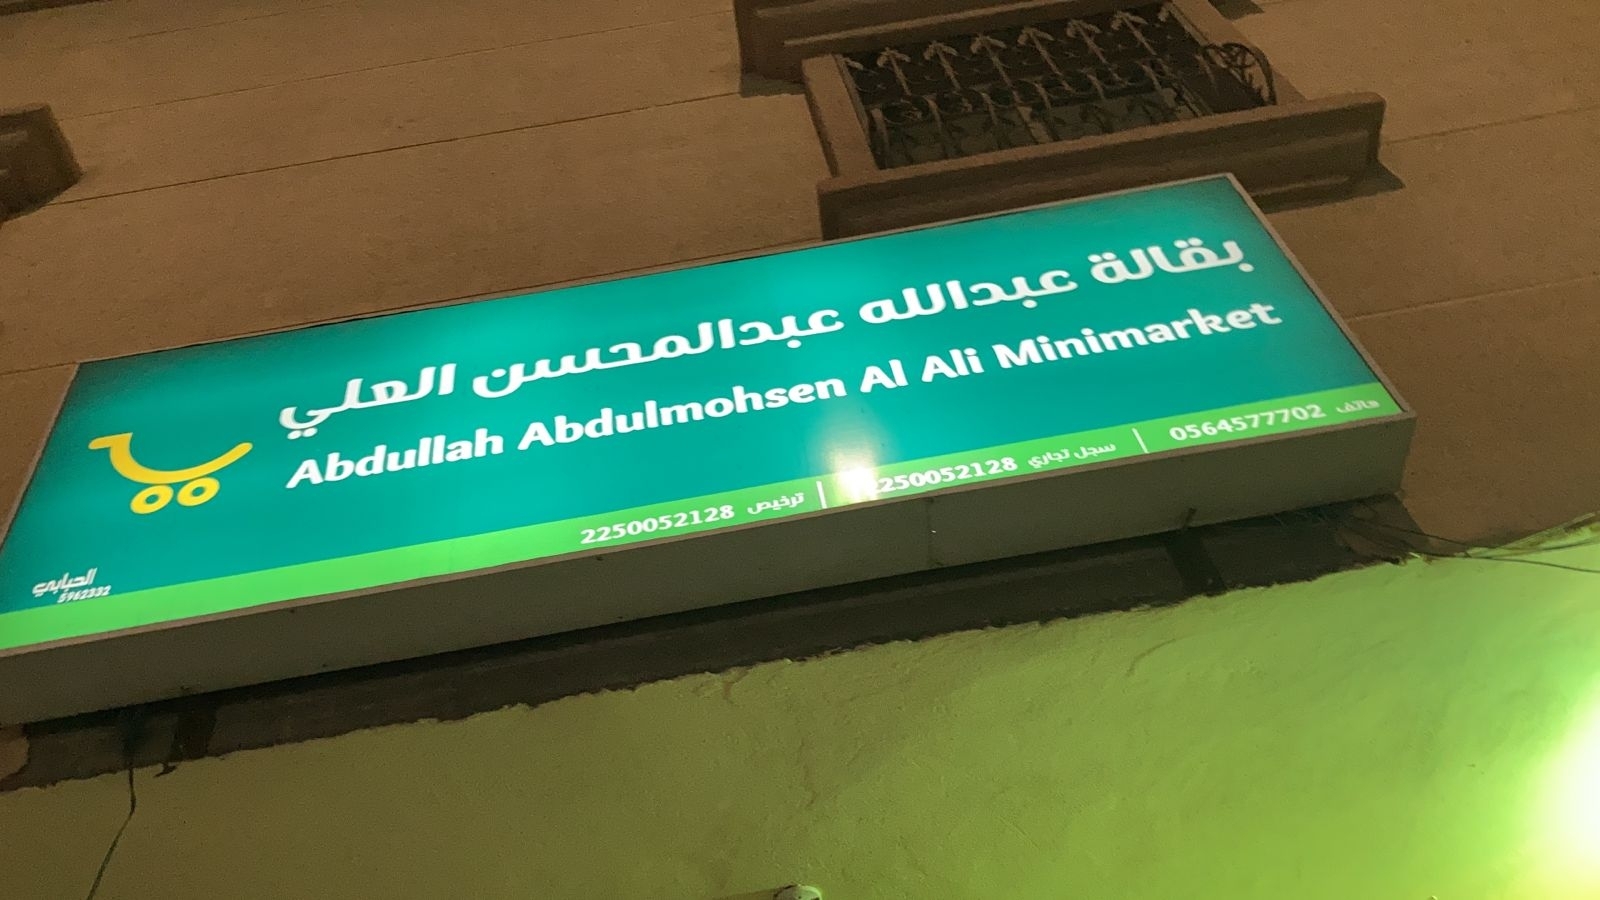 بقالة عبدالله عبدالمحسن العلي
Abdullah Abdulmohsen Al Ali Minimarket
هاتف 0564577702 | سجل تجاري 2250052128 | ترخيص 2250052128
الحبابي
5962332